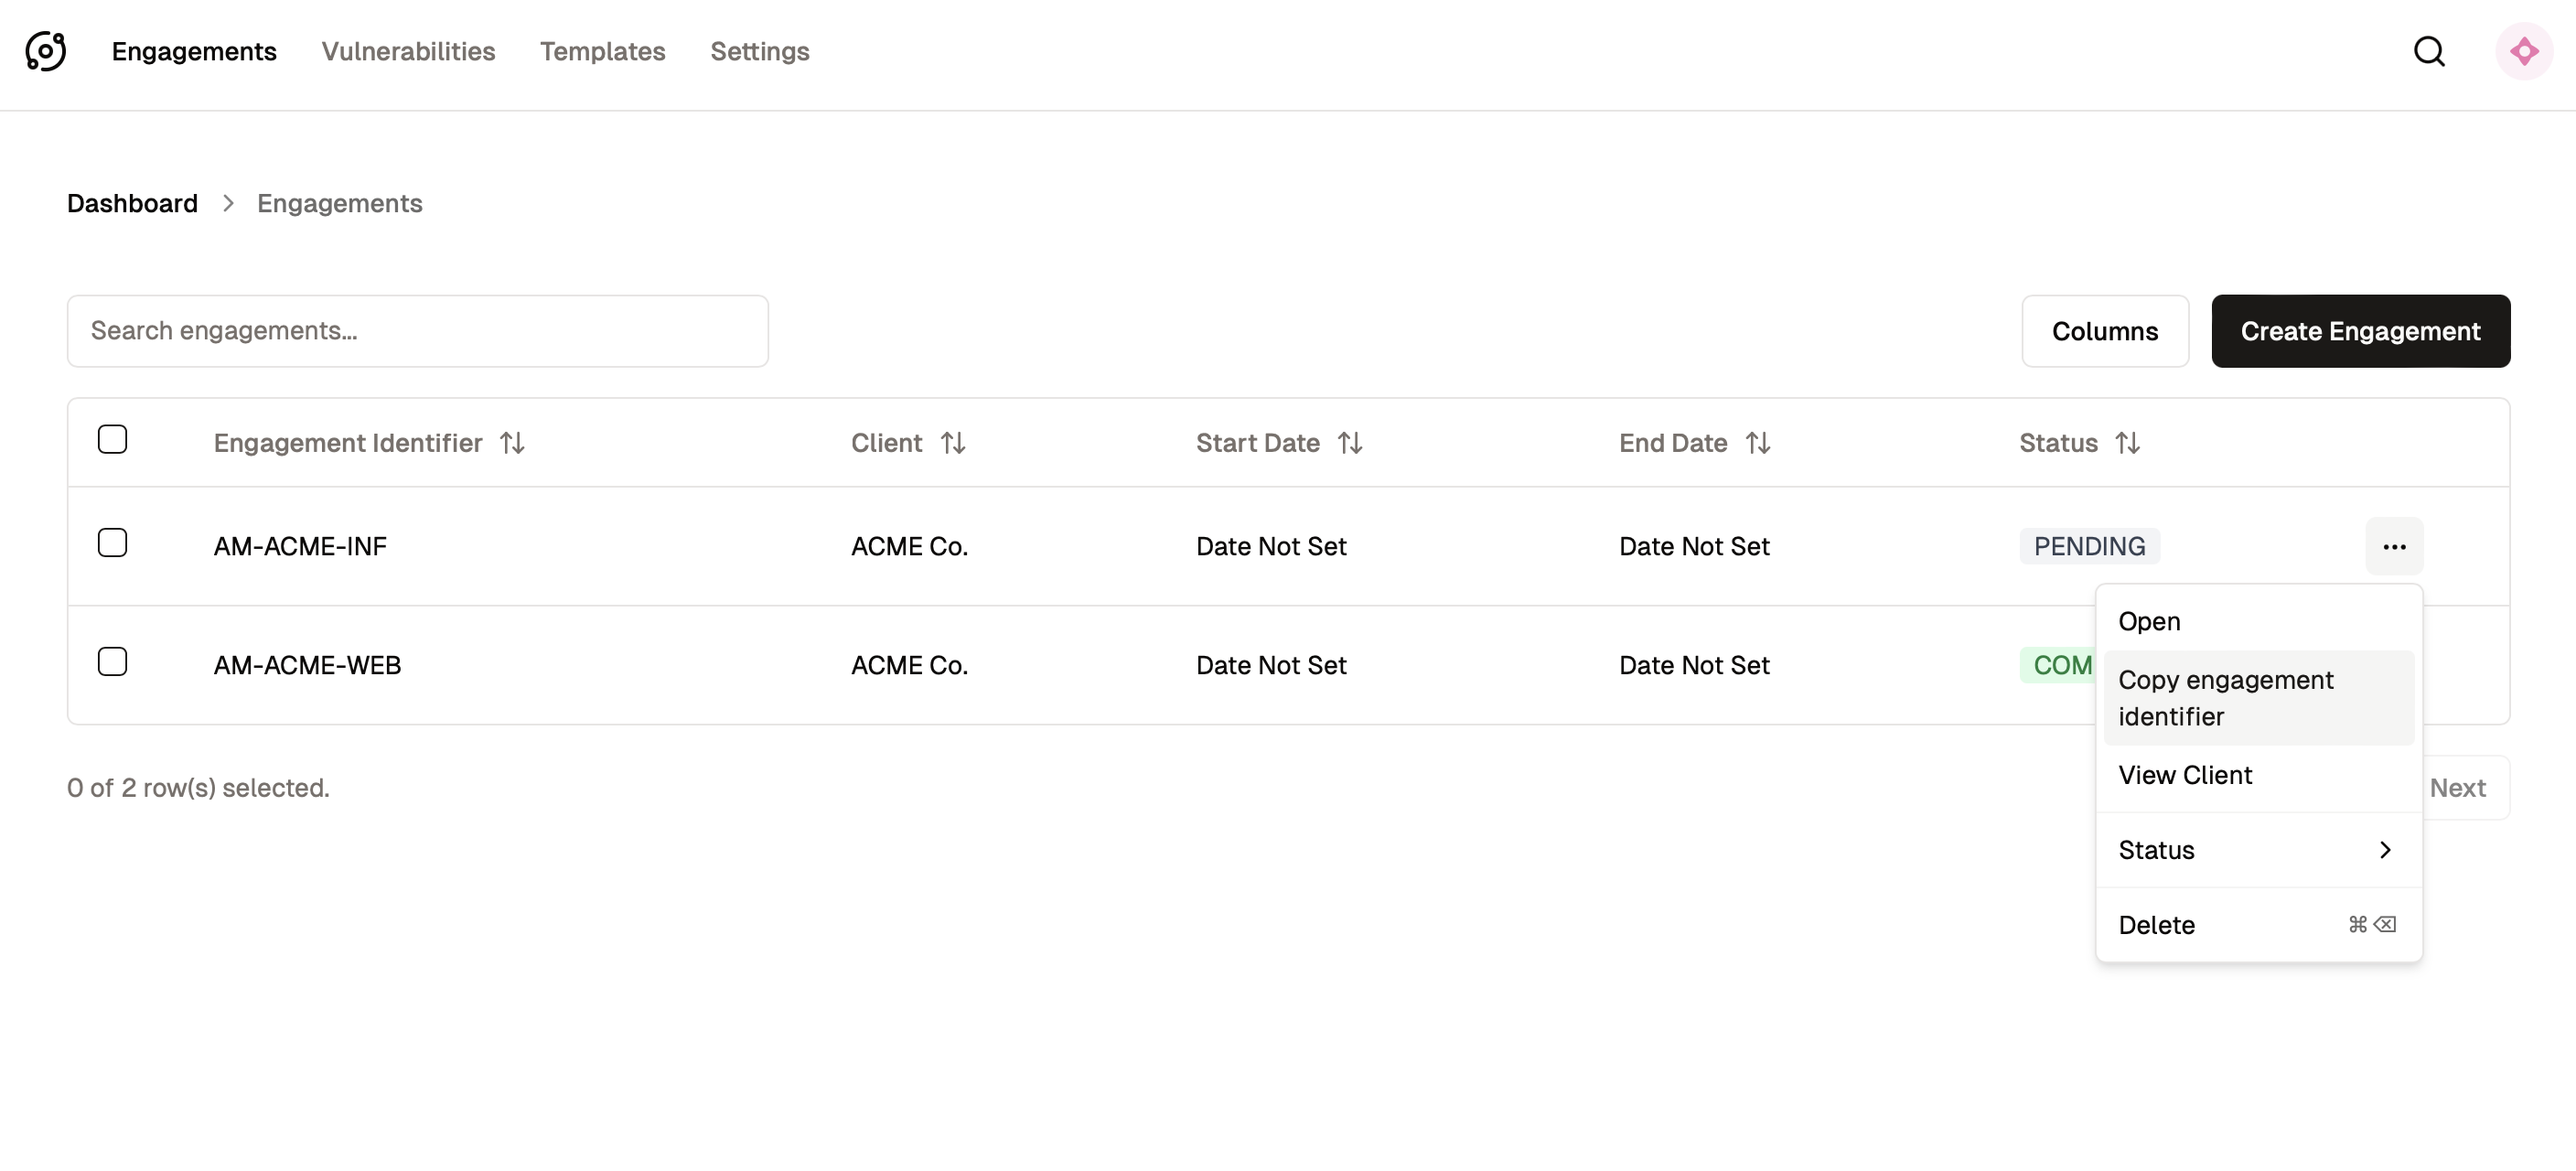 Engagements Vulnerabilities Templates Settings
Dashboard Engagements
Search engagements...
Columns Create Engagement
Engagement Identifier Client Start Date End Date Status
AM-ACME-INF ACME Co. Date Not Set Date Not Set PENDING
AM-ACME-WEB ACME Co. Date Not Set Date Not Set COM
Open
Copy engagement
identifier
View Client
Status
Delete ⌘⌫
0 of 2 row(s) selected.
Next